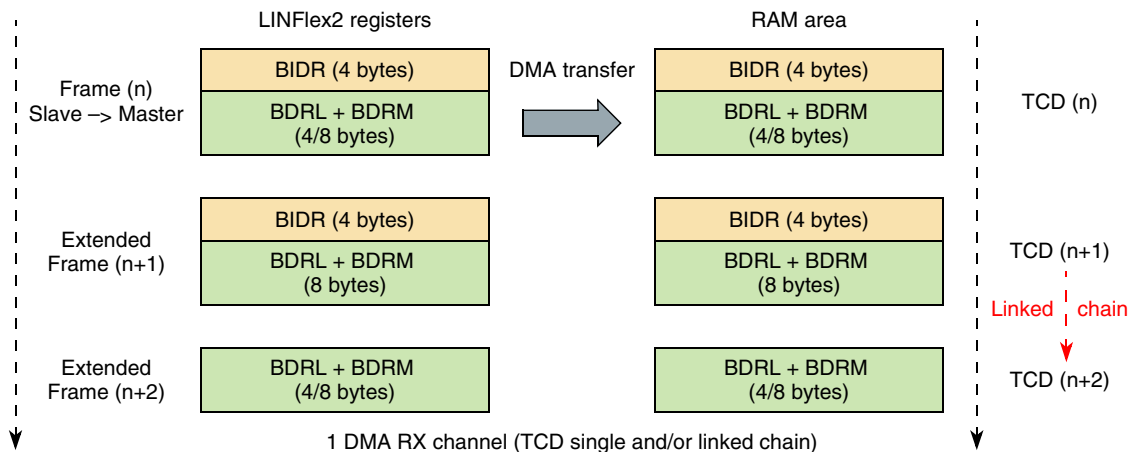 LINFlex2 registers
RAM area
Frame (n)
Slave –> Master
BIDR (4 bytes)
BDRL + BDRM
(4/8 bytes)
DMA transfer
BIDR (4 bytes)
BDRL + BDRM
(4/8 bytes)
TCD (n)
Extended
Frame (n+1)
BIDR (4 bytes)
BDRL + BDRM
(8 bytes)
BIDR (4 bytes)
BDRL + BDRM
(8 bytes)
TCD (n+1)
Linked chain
Extended
Frame (n+2)
BDRL + BDRM
(4/8 bytes)
BDRL + BDRM
(4/8 bytes)
TCD (n+2)
1 DMA RX channel (TCD single and/or linked chain)